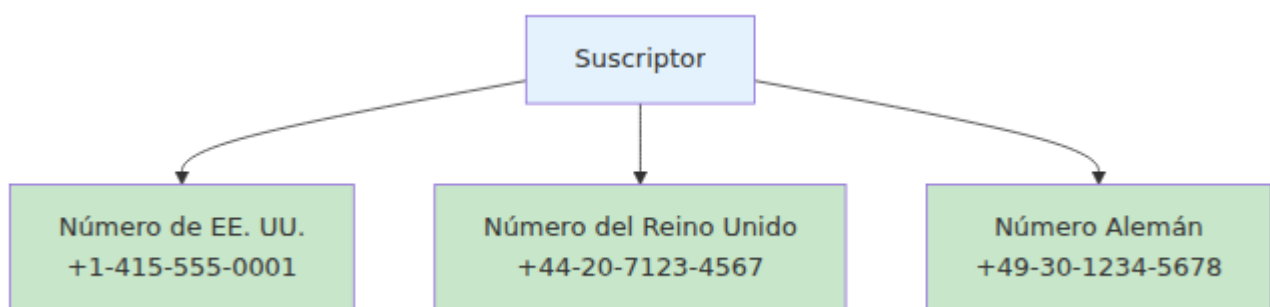 Suscriptor
Número de EE. UU.
+1-415-555-0001
Número del Reino Unido
+44-20-7123-4567
Número Alemán
+49-30-1234-5678